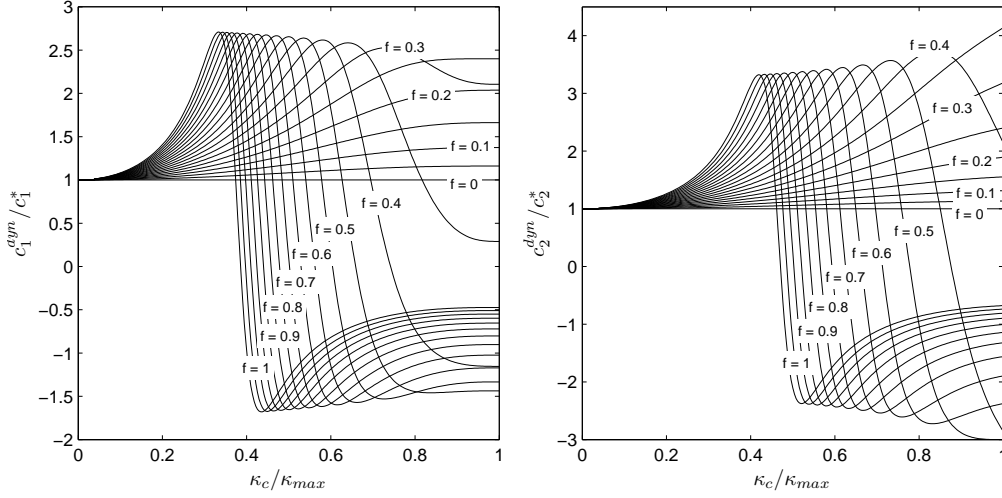 3
2.5
2
1.5
1
0.5
0
−0.5
−1
−1.5
−2
0 0.2 0.4 0.6 0.8 1
κ_c/κ_max
c_1^dyn/c_1^*
f = 0.3
f = 0.2
f = 0.1
f = 0
f = 0.4
f = 0.5
f = 0.6
f = 0.7
f = 0.8
f = 0.9
f = 1
4
3
2
1
0
−1
−2
−3
0 0.2 0.4 0.6 0.8 1
κ_c/κ_max
c_2^dyn/c_2^*
f = 0.4
f = 0.3
f = 0.2
f = 0.1
f = 0
f = 0.5
f = 0.6
f = 0.7
f = 0.8
f = 0.9
f = 1